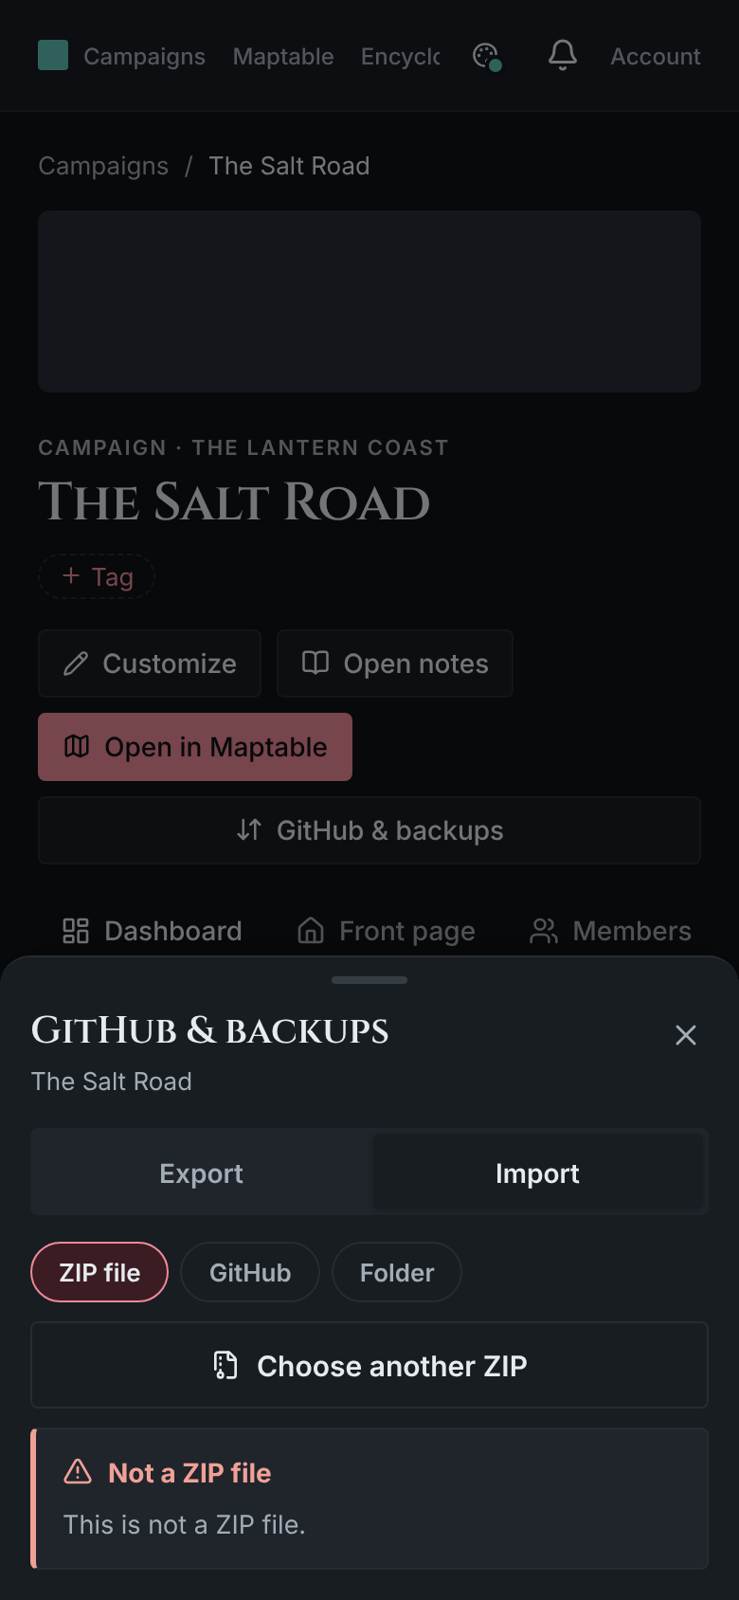 Campaigns Maptable Encycl Account
Campaigns / The Salt Road
CAMPAIGN · THE LANTERN COAST
The Salt Road
+ Tag
Customize Open notes
Open in Maptable
GitHub & backups
Dashboard Front page Members
GitHub & backups
The Salt Road
Export Import
ZIP file GitHub Folder
Choose another ZIP
Not a ZIP file
This is not a ZIP file.